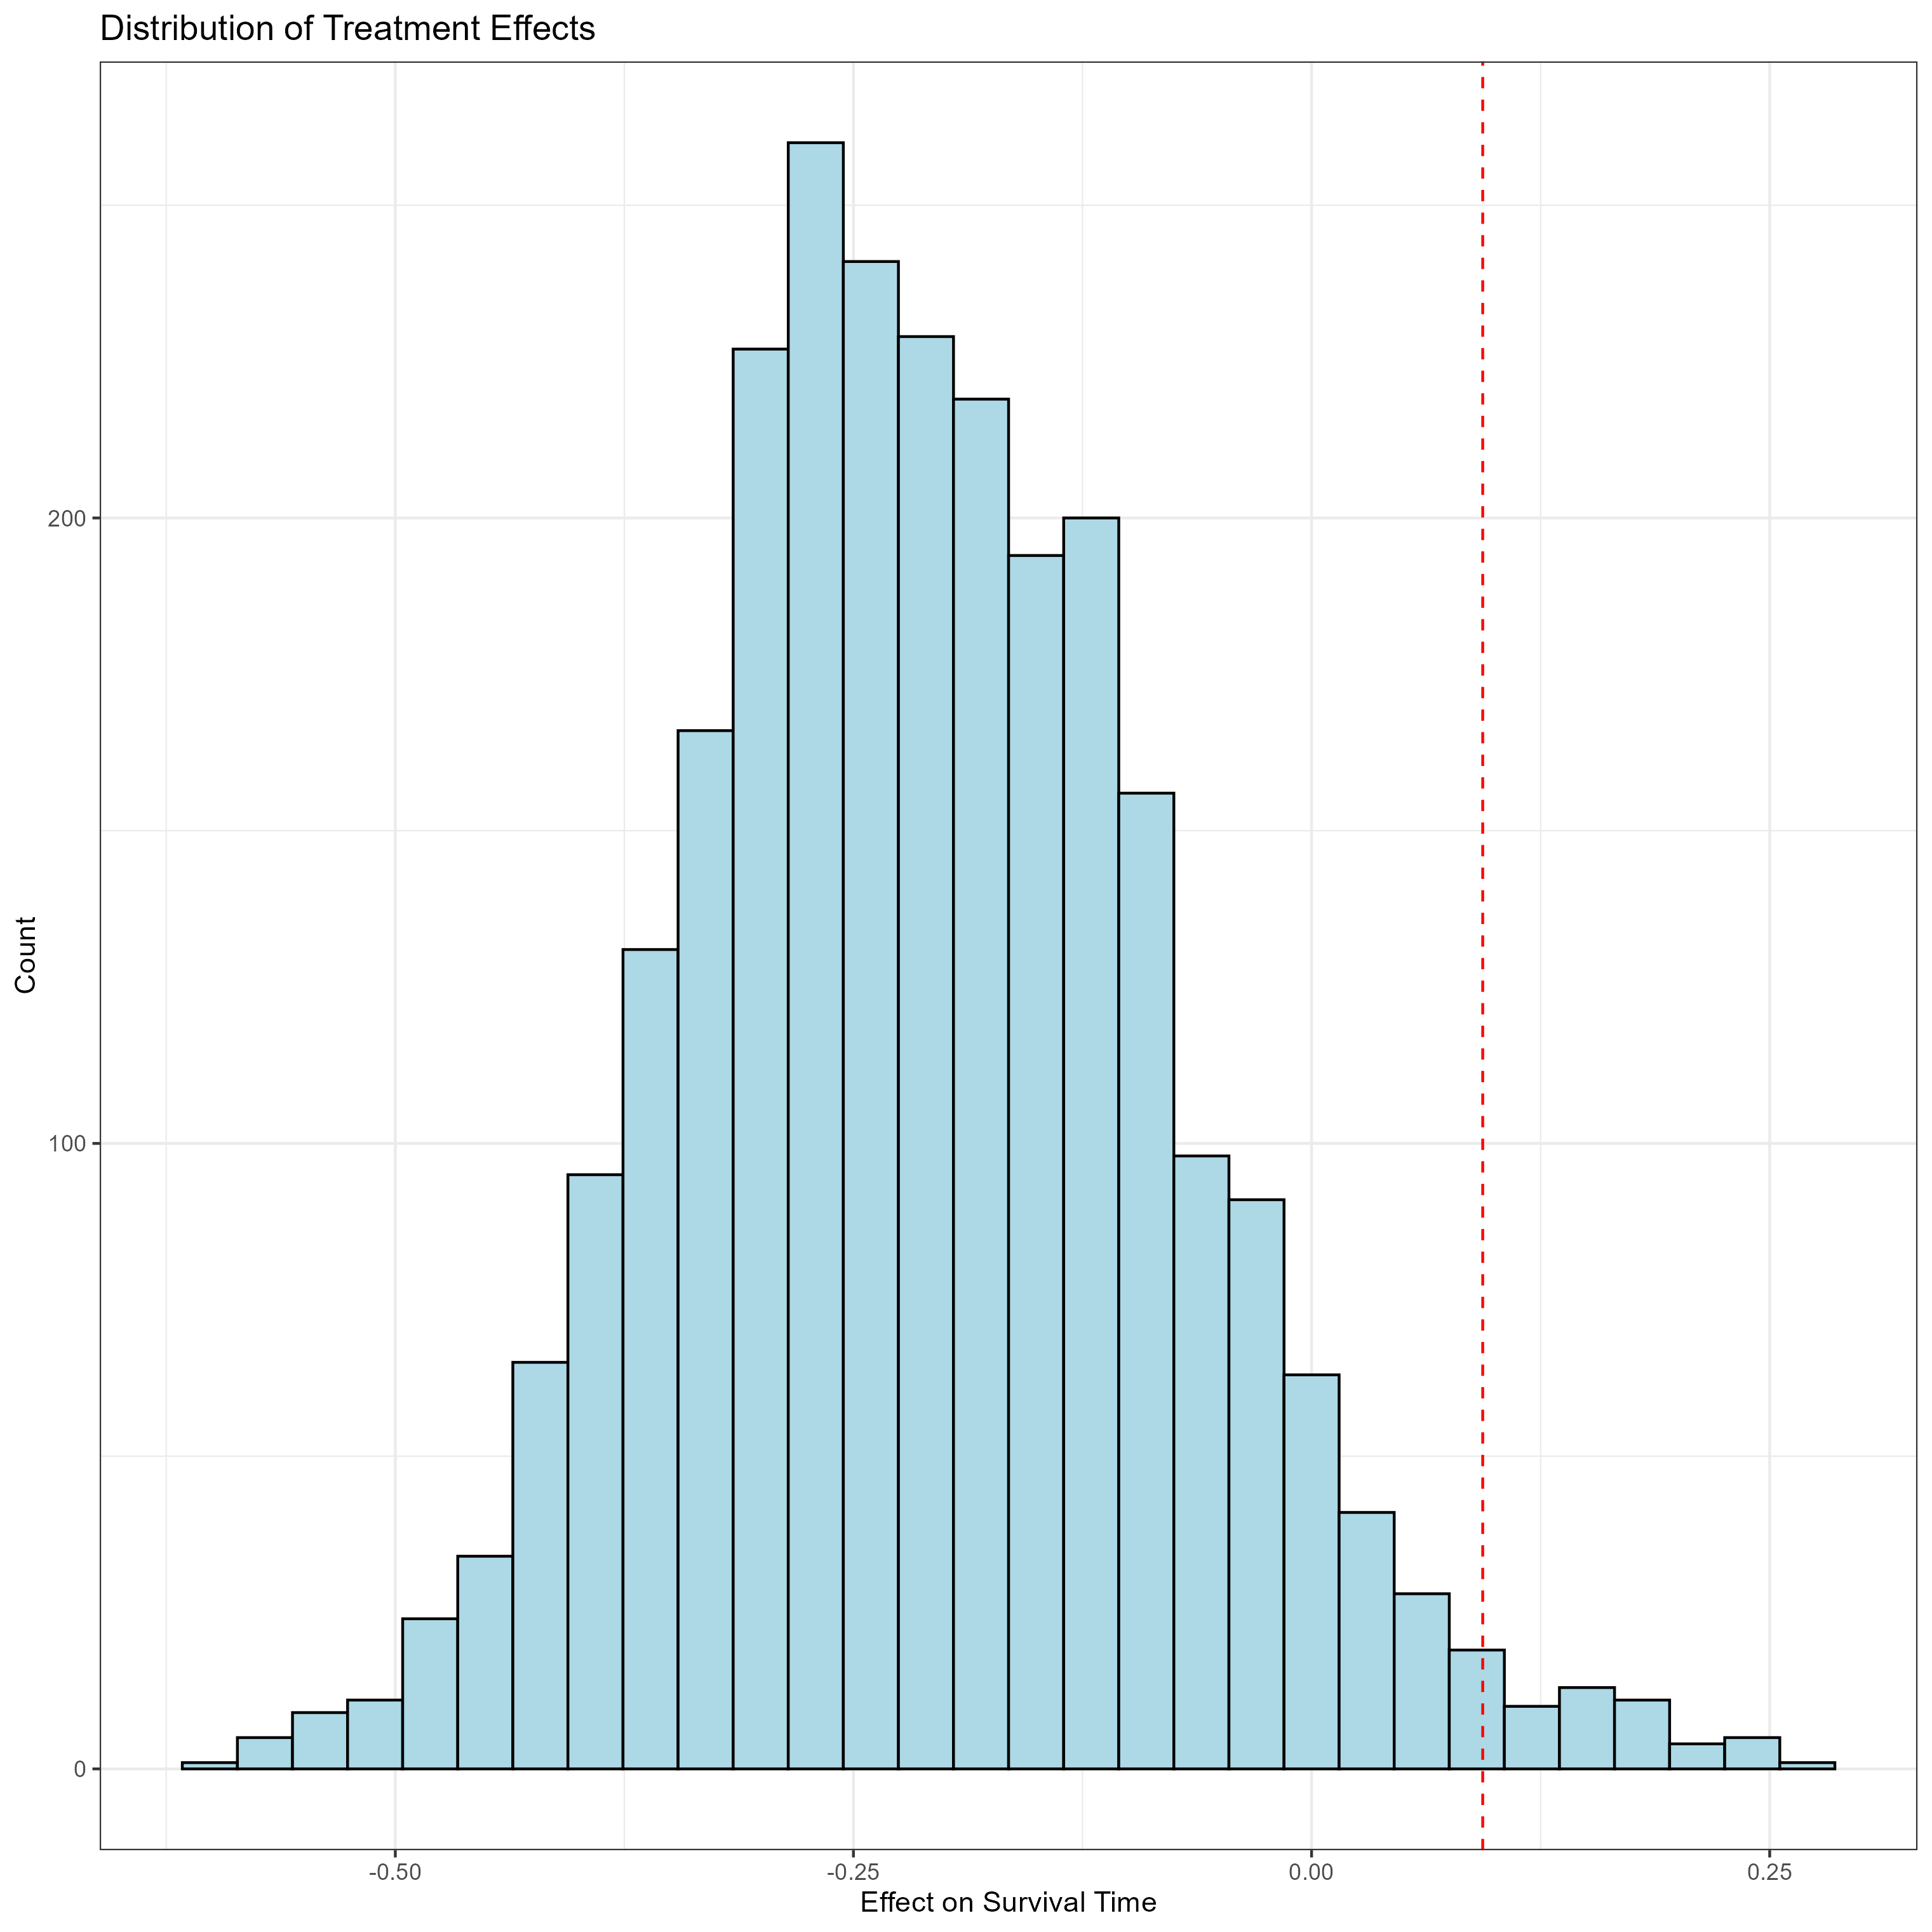 Distribution of Treatment Effects
Count
200
100
0
-0.50
-0.25
0.00
0.25
Effect on Survival Time